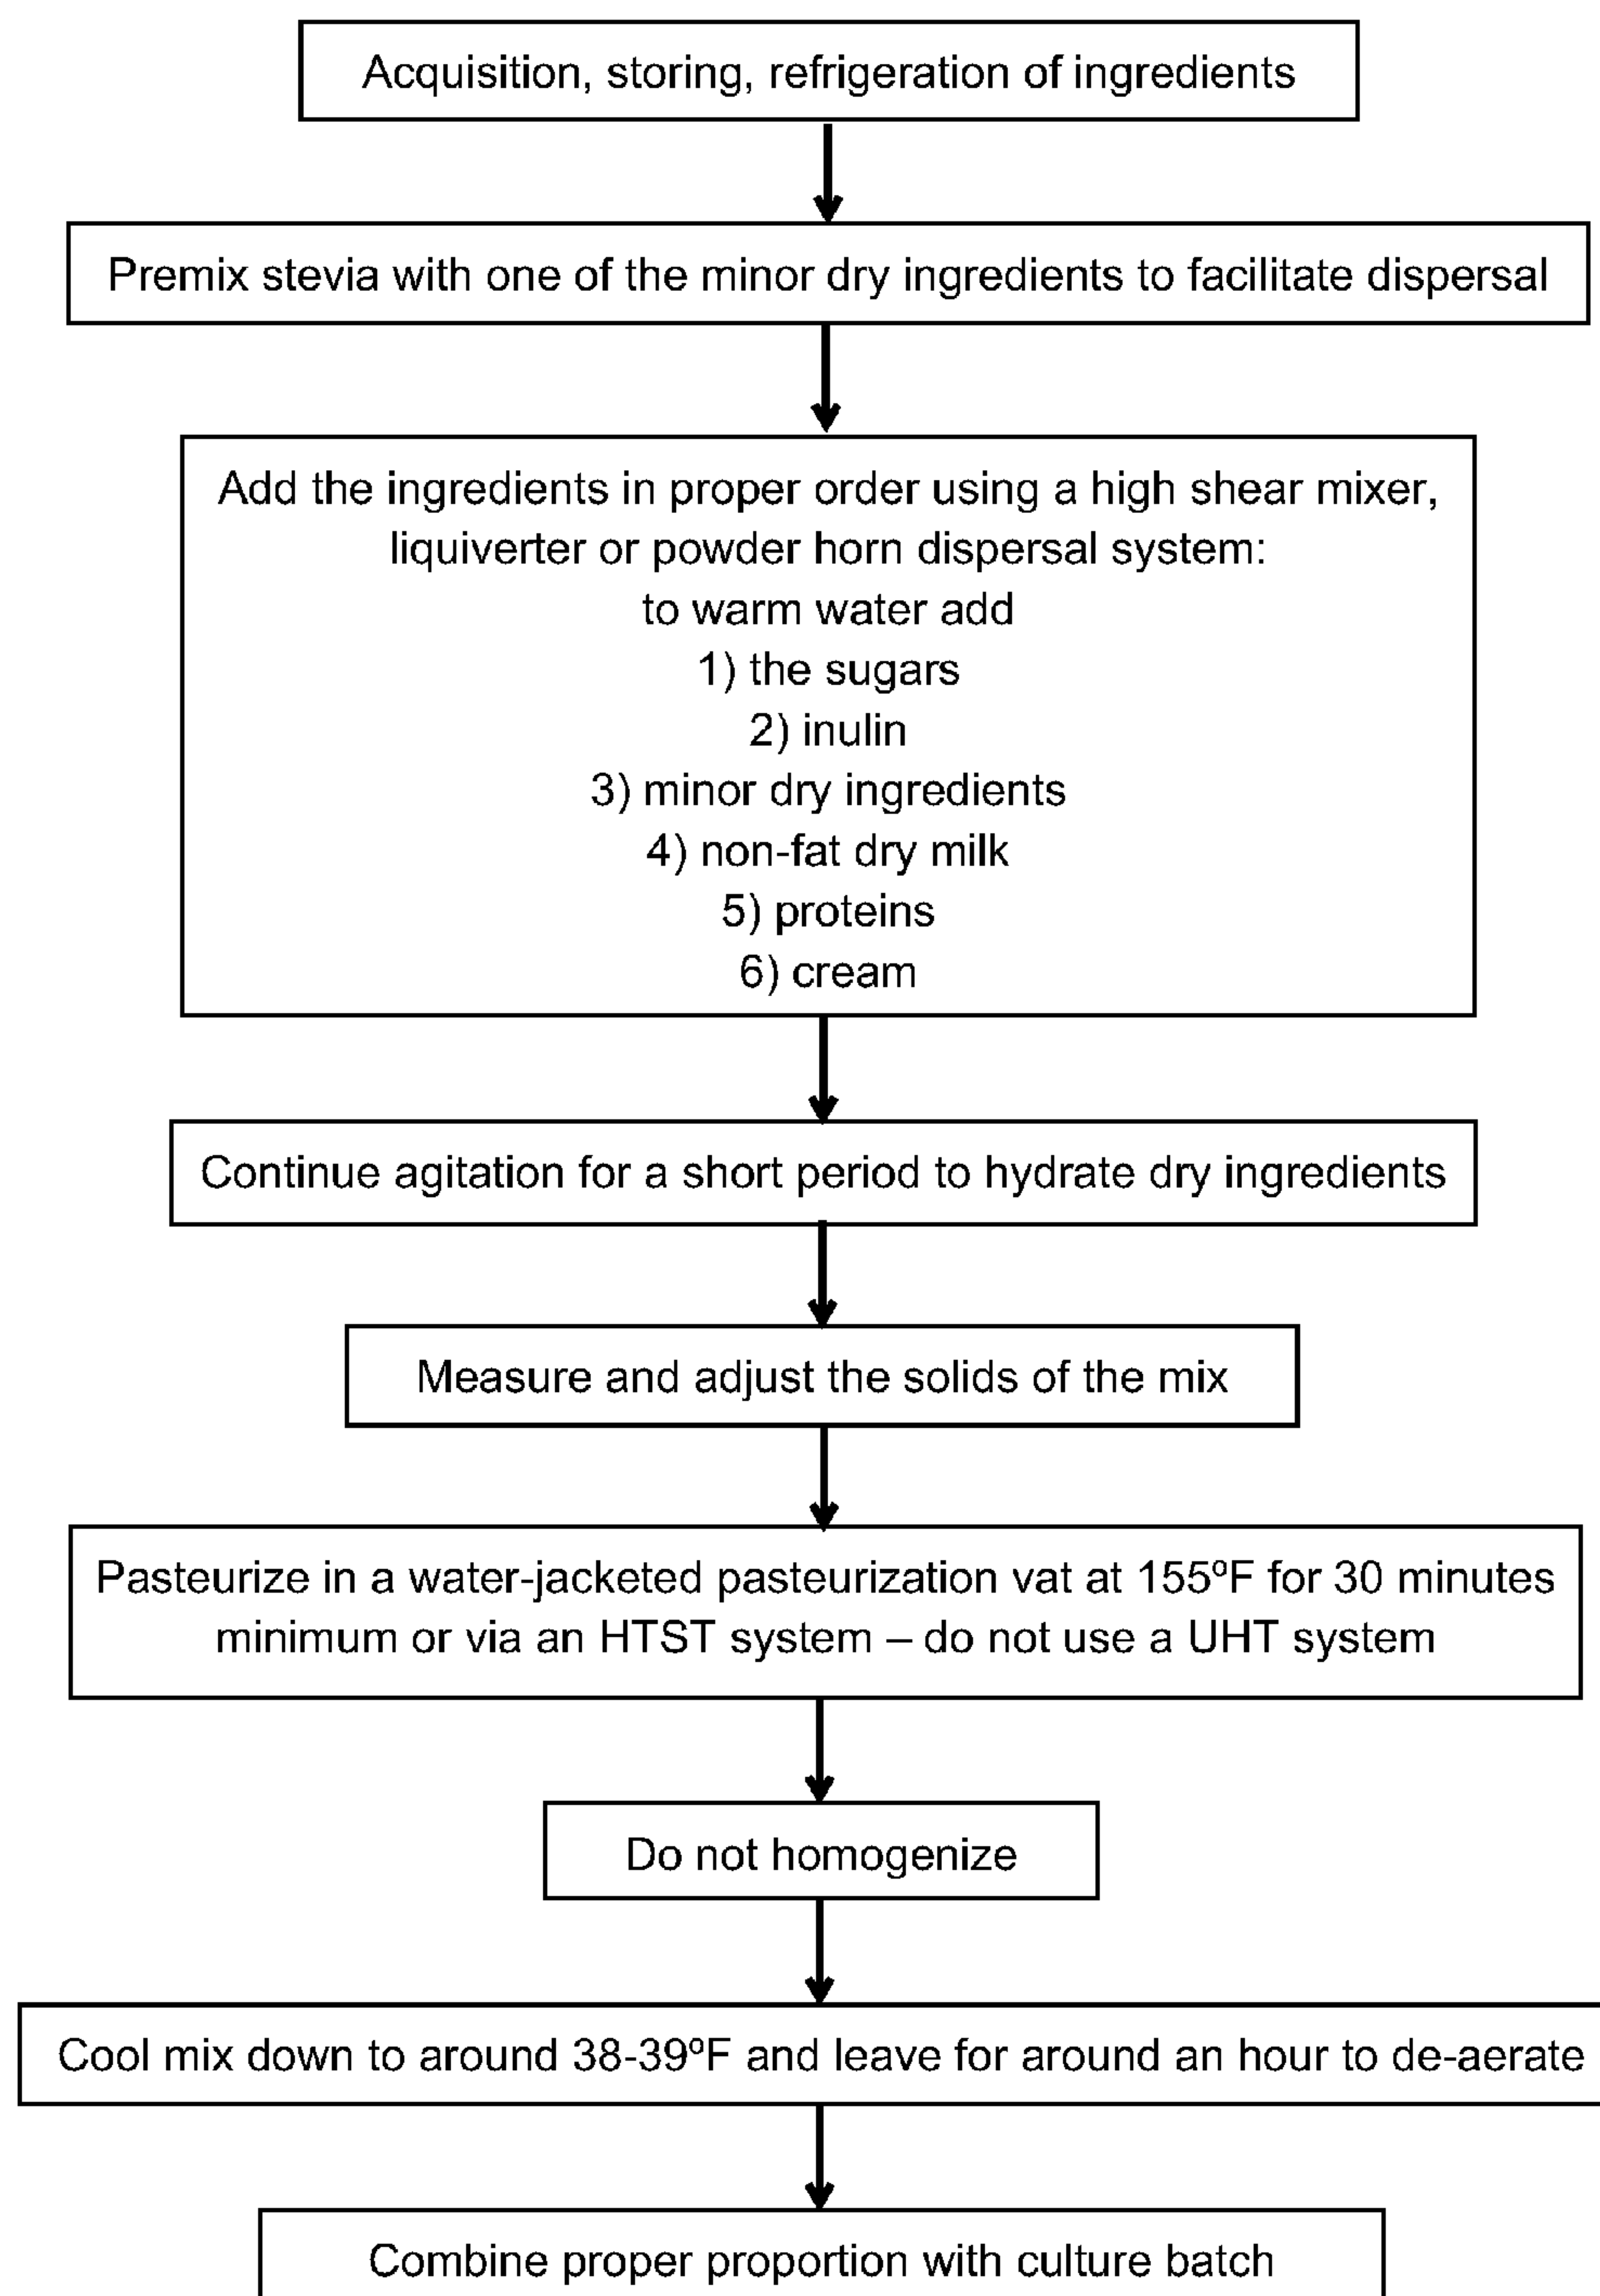 Acquisition, storing, refrigeration of ingredients
Premix stevia with one of the minor dry ingredients to facilitate dispersal
Add the ingredients in proper order using a high shear mixer,
liquiverter or powder horn dispersal system:
to warm water add
1) the sugars
2) inulin
3) minor dry ingredients
4) non-fat dry milk
5) proteins
6) cream
Continue agitation for a short period to hydrate dry ingredients
Measure and adjust the solids of the mix
Pasteurize in a water-jacketed pasteurization vat at 155ºF for 30 minutes
minimum or via an HTST system – do not use a UHT system
Do not homogenize
Cool mix down to around 38-39ºF and leave for around an hour to de-aerate
Combine proper proportion with culture batch